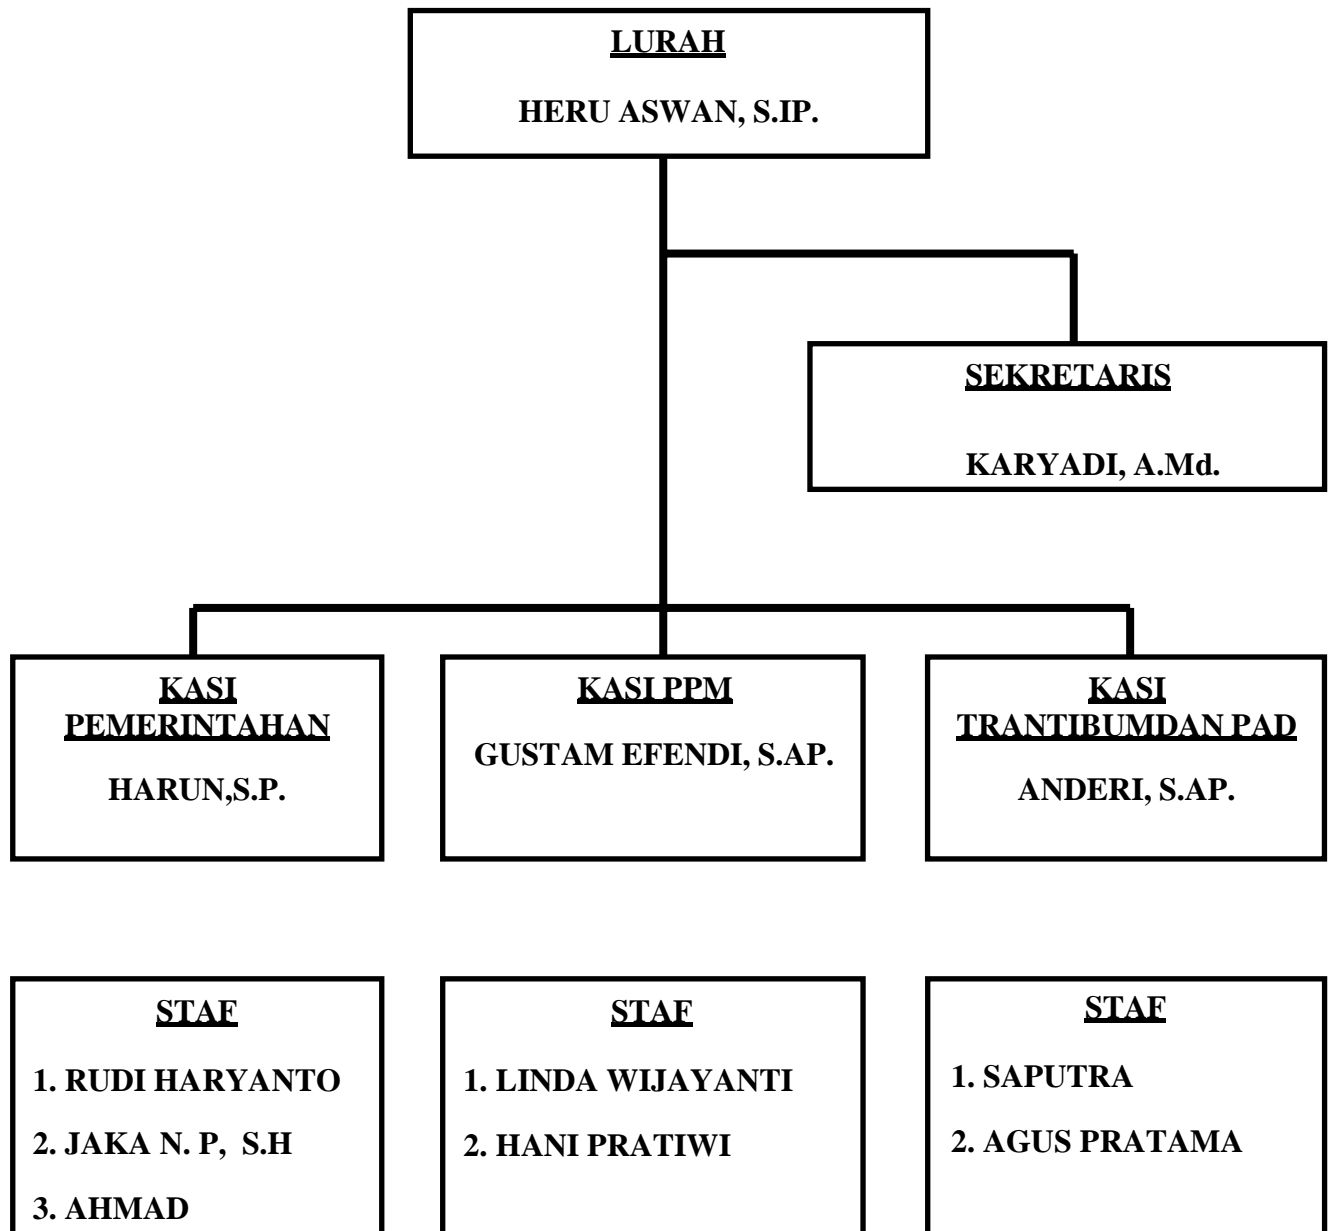 LURAH
HERU ASWAN, S.IP.
SEKRETARIS
KARYADI, A.Md.
KASI
PEMERINTAHAN
HARUN,S.P.
KASI PPM
GUSTAM EFENDI, S.AP.
KASI
TRANTIBUMDAN PAD
ANDERI, S.AP.
STAF
1. RUDI HARYANTO
2. JAKA N. P, S.H
3. AHMAD
STAF
1. LINDA WIJAYANTI
2. HANI PRATIWI
STAF
1. SAPUTRA
2. AGUS PRATAMA